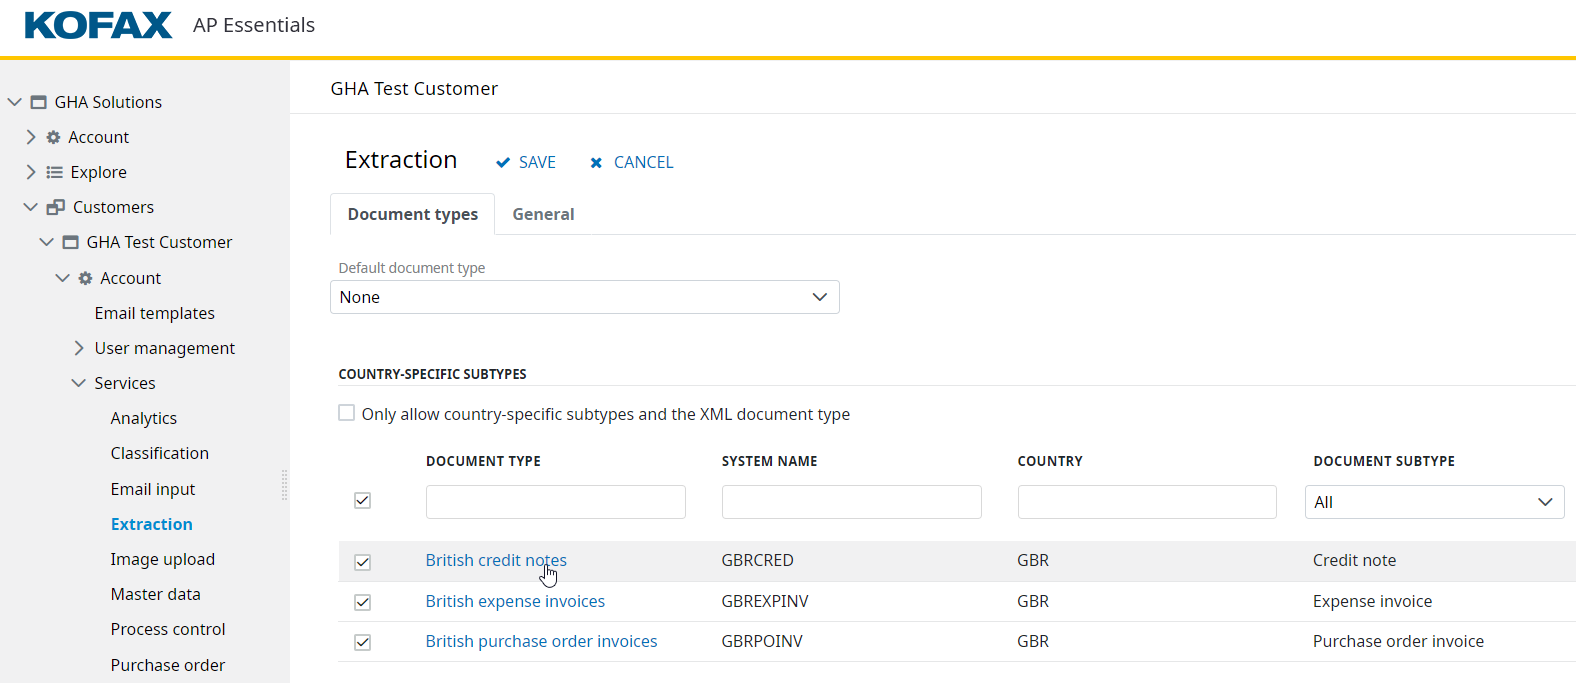 KOFAX AP Essentials
GHA Solutions
Account
Explore
Customers
GHA Test Customer
Account
Email templates
User management
Services
Analytics
Classification
Email input
Extraction
Image upload
Master data
Process control
Purchase order
GHA Test Customer
Extraction SAVE CANCEL
Document types General
Default document type
None
COUNTRY-SPECIFIC SUBTYPES
Only allow country-specific subtypes and the XML document type
DOCUMENT TYPE SYSTEM NAME COUNTRY DOCUMENT SUBTYPE
All
British credit notes GBRCRED GBR Credit note
British expense invoices GBREXPINV GBR Expense invoice
British purchase order invoices GBRPOINV GBR Purchase order invoice